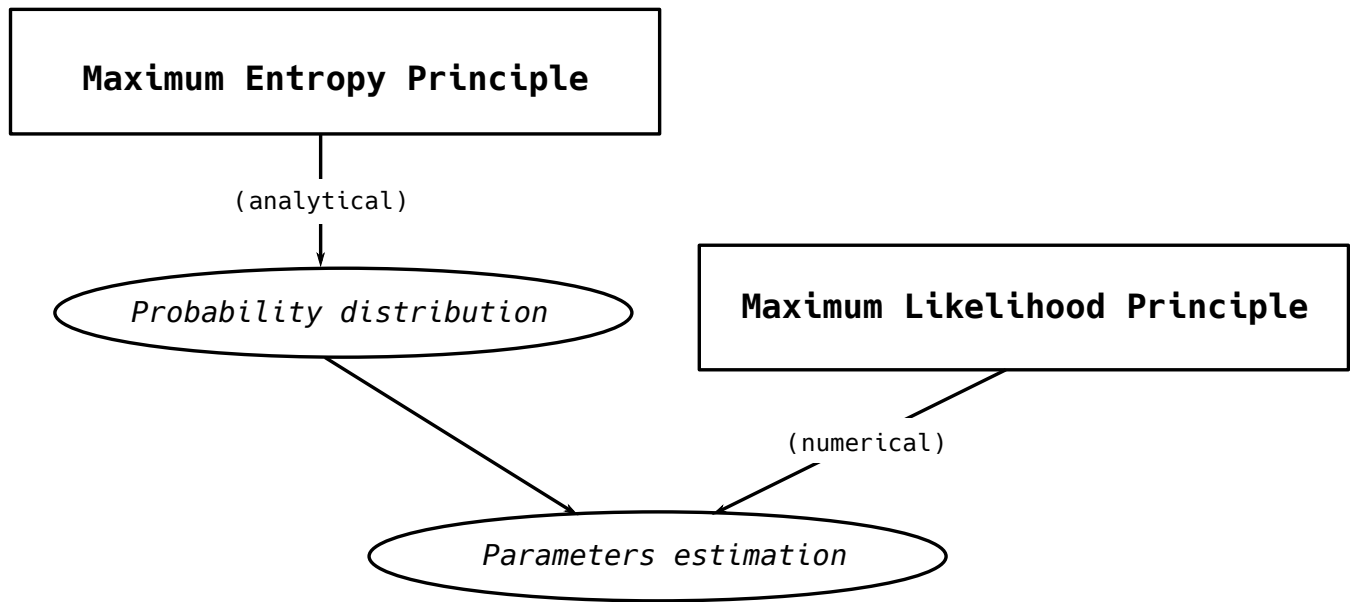 Maximum Entropy Principle
(analytical)
Probability distribution
Maximum Likelihood Principle
(numerical)
Parameters estimation